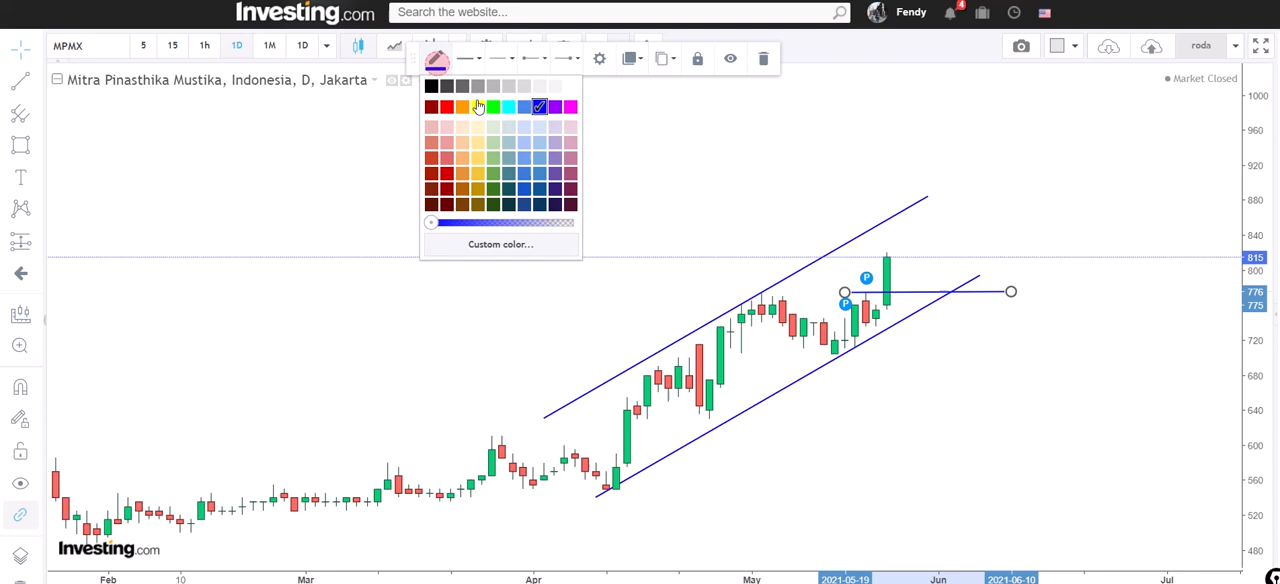 Investing.com
Search the website...
Fendy
4
MPMX
5
15
1h
1D
1M
1D
roda
Mitra Pinasthika Mustika, Indonesia, D, Jakarta
Market Closed
Custom color...
1000
960
920
880
840
815
800
776
775
720
680
640
600
560
520
480
P
P
Investing.com
Feb
10
Mar
Apr
May
2021-05-19
Jun
2021-06-10
Jul